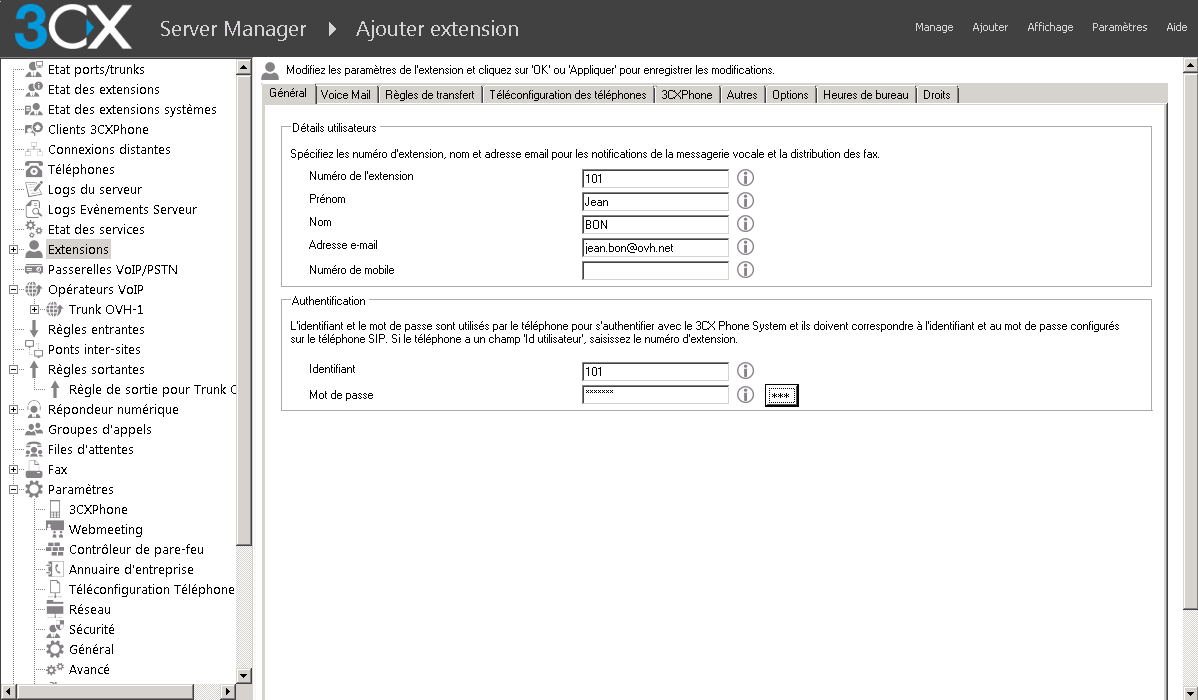 3CX Server Manager Ajouter extension Manage Ajouter Affichage Paramètres Aide
Etat ports/trunks
Etat des extensions
Etat des extensions systèmes
Clients 3CXPhone
Connexions distantes
Téléphones
Logs du serveur
Logs Evènements Serveur
Etat des services
Extensions
Passerelles VoIP/PSTN
Opérateurs VoIP
Trunk OVH-1
Règles entrantes
Ponts inter-sites
Règles sortantes
Règle de sortie pour Trunk
Répondeur numérique
Groupes d'appels
Files d'attentes
Fax
Paramètres
3CXPhone
Webmeeting
Contrôleur de pare-feu
Annuaire d'entreprise
Téléconfiguration Téléphone
Réseau
Sécurité
Général
Avancé
Modifiez les paramètres de l'extension et cliquez sur 'OK' ou 'Appliquer' pour enregistrer les modifications.
Général Voice Mail Règles de transfert Téléconfiguration des téléphones 3CXPhone Autres Options Heures de bureau Droits
Détails utilisateurs
Spécifiez les numéro d'extension, nom et adresse email pour les notifications de la messagerie vocale et la distribution des fax.
Numéro de l'extension 101
Prénom Jean
Nom BON
Adresse e-mail jean.bon@ovh.net
Numéro de mobile
Authentification
L'identifiant et le mot de passe sont utilisés par le téléphone pour s'authentifier avec le 3CX Phone System et ils doivent correspondre à l'identifiant et au mot de passe configurés
sur le téléphone SIP. Si le téléphone a un champ 'Id utilisateur', saisissez le numéro d'extension.
Identifiant 101
Mot de passe ******* ***